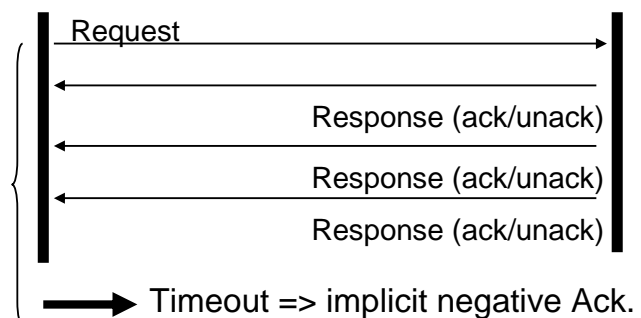 Request
Response (ack/unack)
Response (ack/unack)
Response (ack/unack)
Timeout => implicit negative Ack.